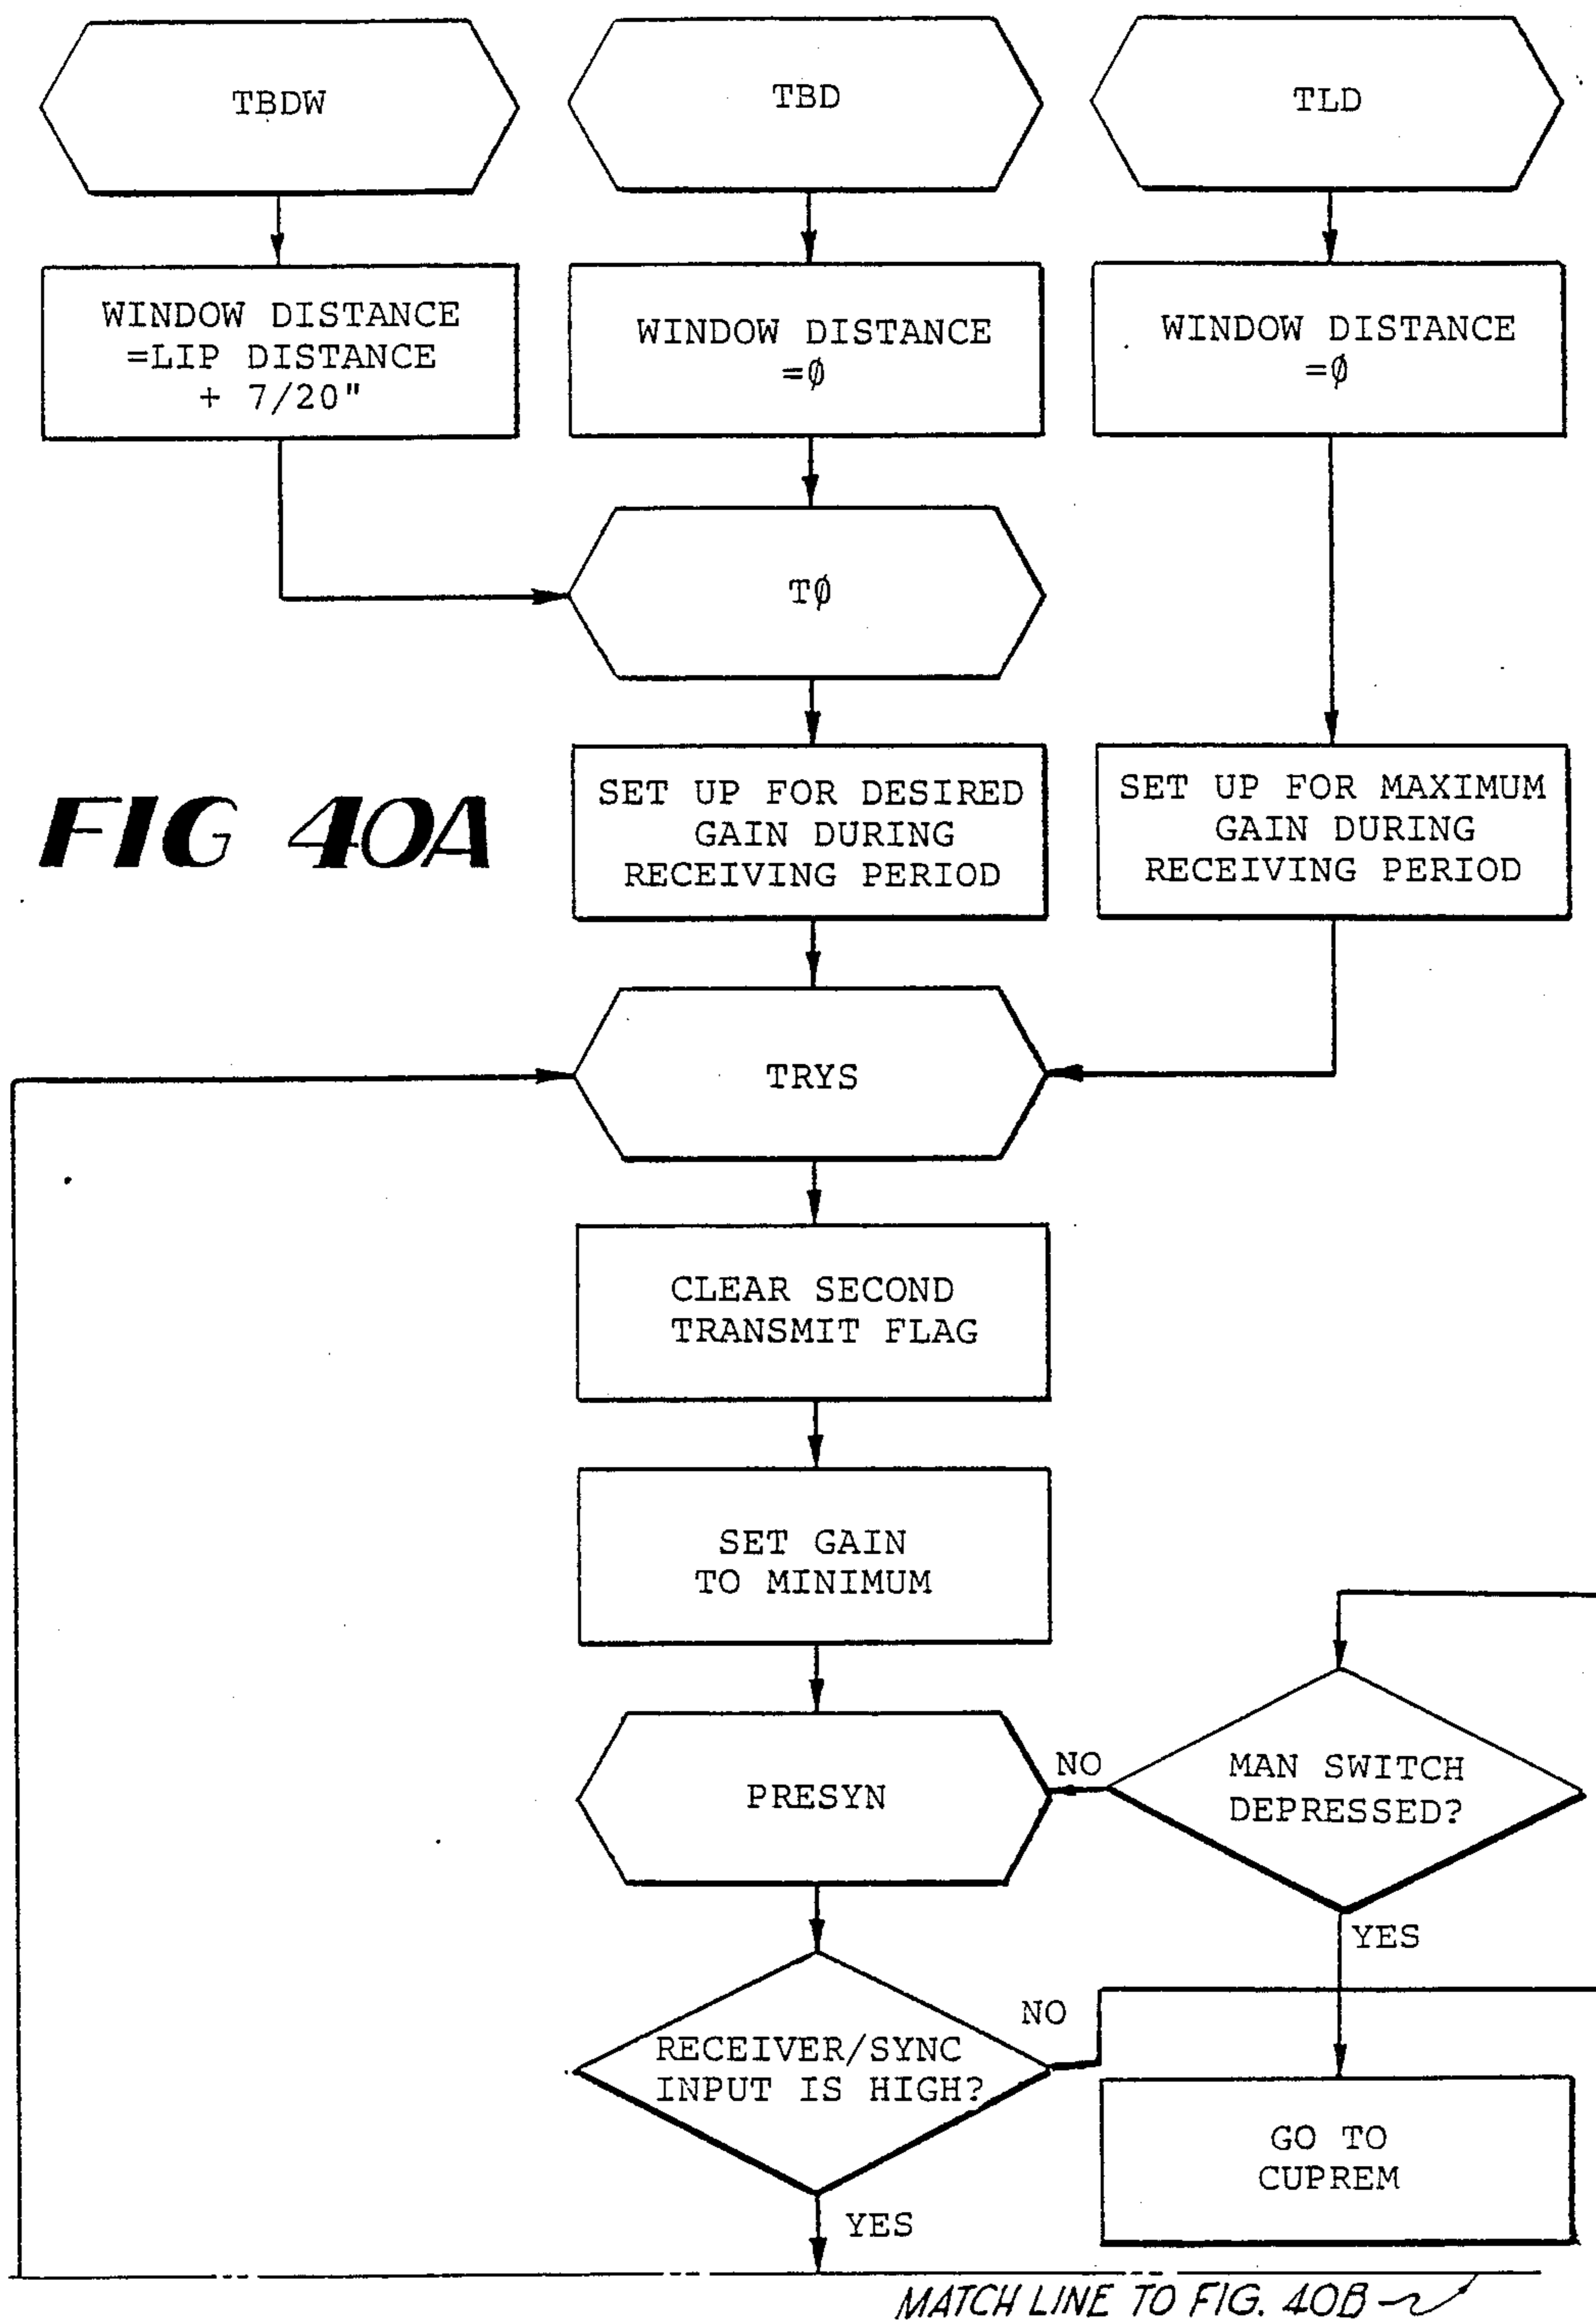 TBDW
TBD
TLD
WINDOW DISTANCE
=LIP DISTANCE
+ 7/20"
WINDOW DISTANCE
=Ø
WINDOW DISTANCE
=Ø
TØ
FIG 40A
SET UP FOR DESIRED
GAIN DURING
RECEIVING PERIOD
SET UP FOR MAXIMUM
GAIN DURING
RECEIVING PERIOD
TRYS
CLEAR SECOND
TRANSMIT FLAG
SET GAIN
TO MINIMUM
PRESYN
NO
MAN SWITCH
DEPRESSED?
YES
RECEIVER/SYNC
INPUT IS HIGH?
NO
YES
GO TO
CUPREM
MATCH LINE TO FIG. 40B